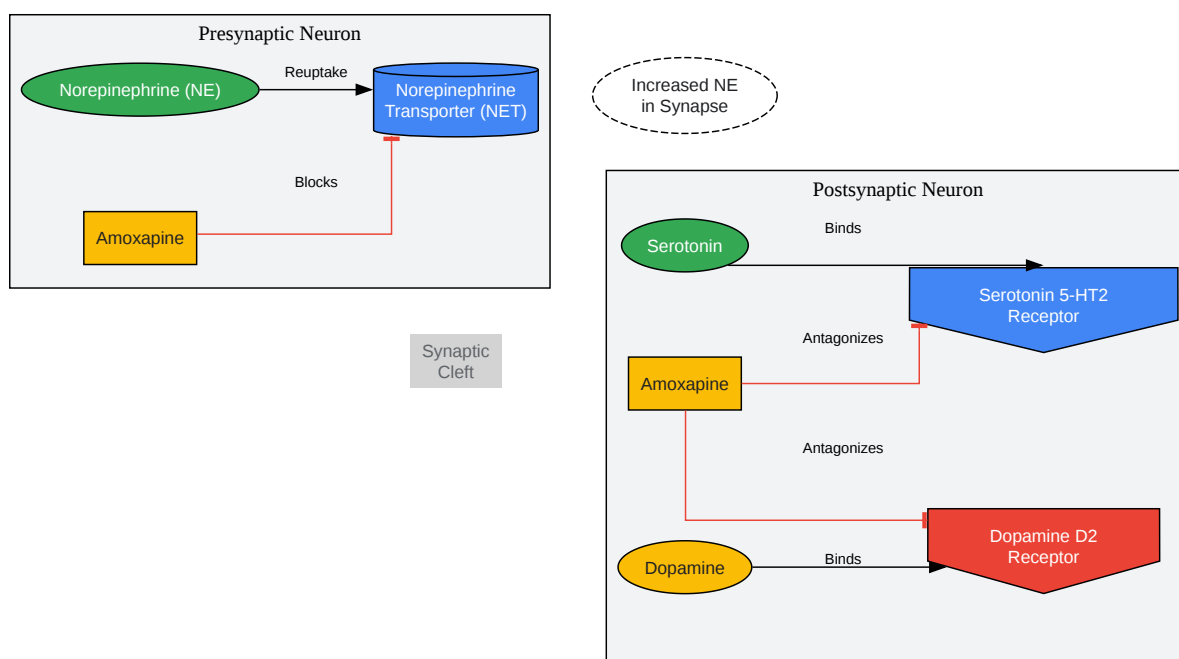 Presynaptic Neuron
Norepinephrine (NE)
Reuptake
Norepinephrine
Transporter (NET)
Blocks
Amoxapine
Increased NE
in Synapse
Synaptic
Cleft
Postsynaptic Neuron
Serotonin
Binds
Serotonin 5-HT2
Receptor
Antagonizes
Amoxapine
Antagonizes
Dopamine D2
Receptor
Dopamine
Binds